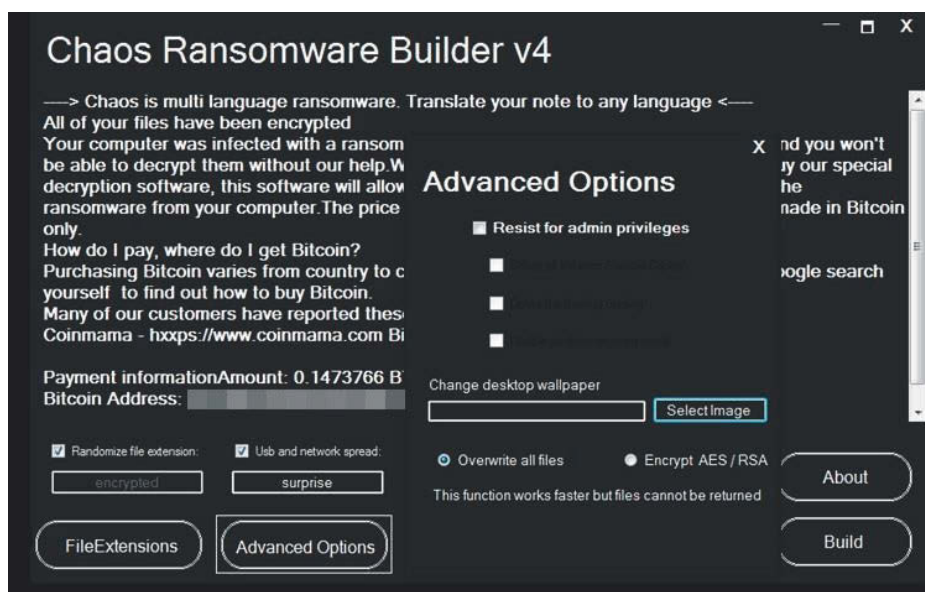 Chaos Ransomware Builder v4
X
----> Chaos is multi language ransomware. Translate your note to any language <----
All of your files have been encrypted
Your computer was infected with a ransom
nd you won't
be able to decrypt them without our help.W
uy our special
decryption software, this software will allow
he
ransomware from your computer.The price
made in Bitcoin
only.
How do I pay, where do I get Bitcoin?
Purchasing Bitcoin varies from country to c
oogle search
yourself to find out how to buy Bitcoin.
Many of our customers have reported these
Coinmama - hxxps://www.coinmama.com Bi
Payment informationAmount: 0.1473766 B
Bitcoin Address:
Randomize file extension:
Usb and network spread:
encrypted
surprise
FileExtensions
Advanced Options
X
Advanced Options
Resist for admin privileges
Change desktop wallpaper
Select Image
Overwrite all files
Encrypt AES / RSA
This function works faster but files cannot be returned
About
Build